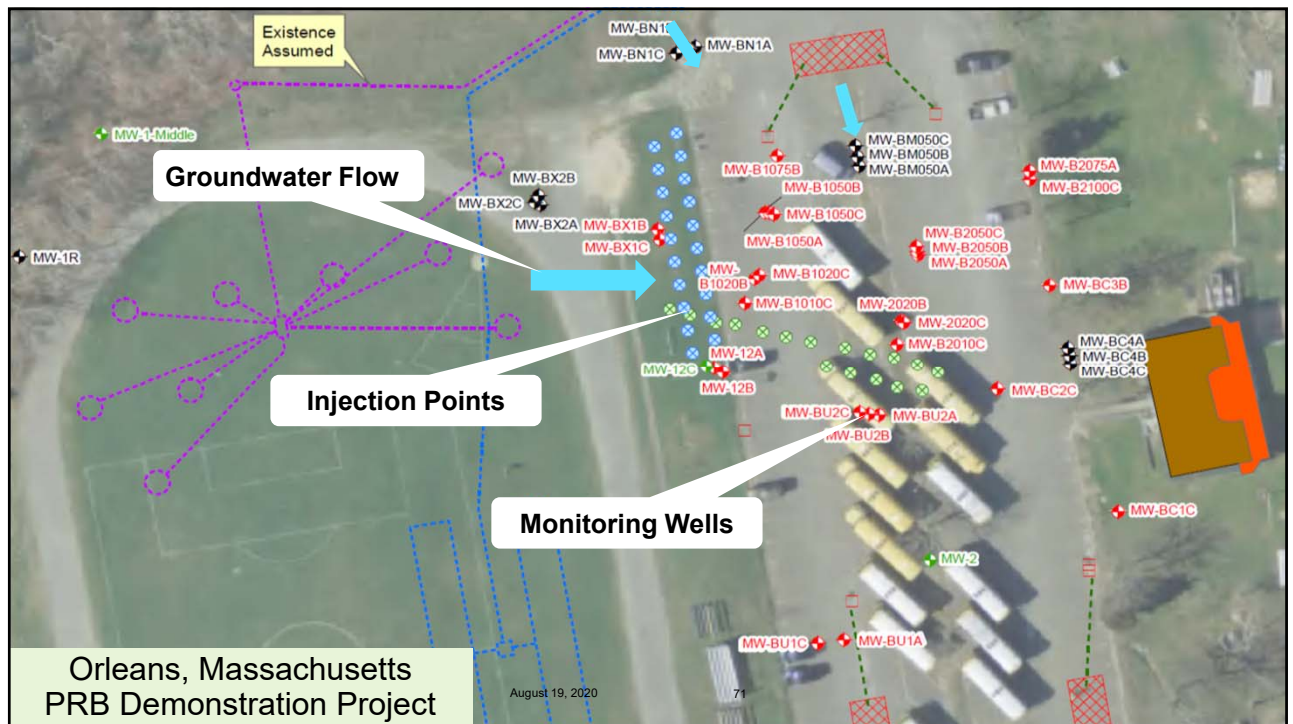 Existence
Assumed
MW-BN1B
MW-BN1A
MW-BN1C
MW-1-Middle
MW-BM050C
MW-BM050B
MW-BM050A
Groundwater Flow
MW-B1075B
MW-B2075A
MW-B2100C
MW-BX2B
MW-BX2C
MW-BX2A
MW-B1050B
MW-B1050C
MW-B1050A
MW-BX1B
MW-BX1C
MW-B2050C
MW-B2050B
MW-B2050A
MW-1R
MW-
B1020B
MW-B1020C
MW-BC3B
MW-B1010C
MW-2020B
MW-2020C
MW-B2010C
MW-BC4A
MW-BC4B
MW-BC4C
MW-12A
MW-12C
MW-12B
MW-BC2C
Injection Points
MW-BU2C
MW-BU2A
MW-BU2B
Monitoring Wells
MW-BC1C
MW-2
MW-BU1C
MW-BU1A
Orleans, Massachusetts
PRB Demonstration Project
August 19, 2020
71